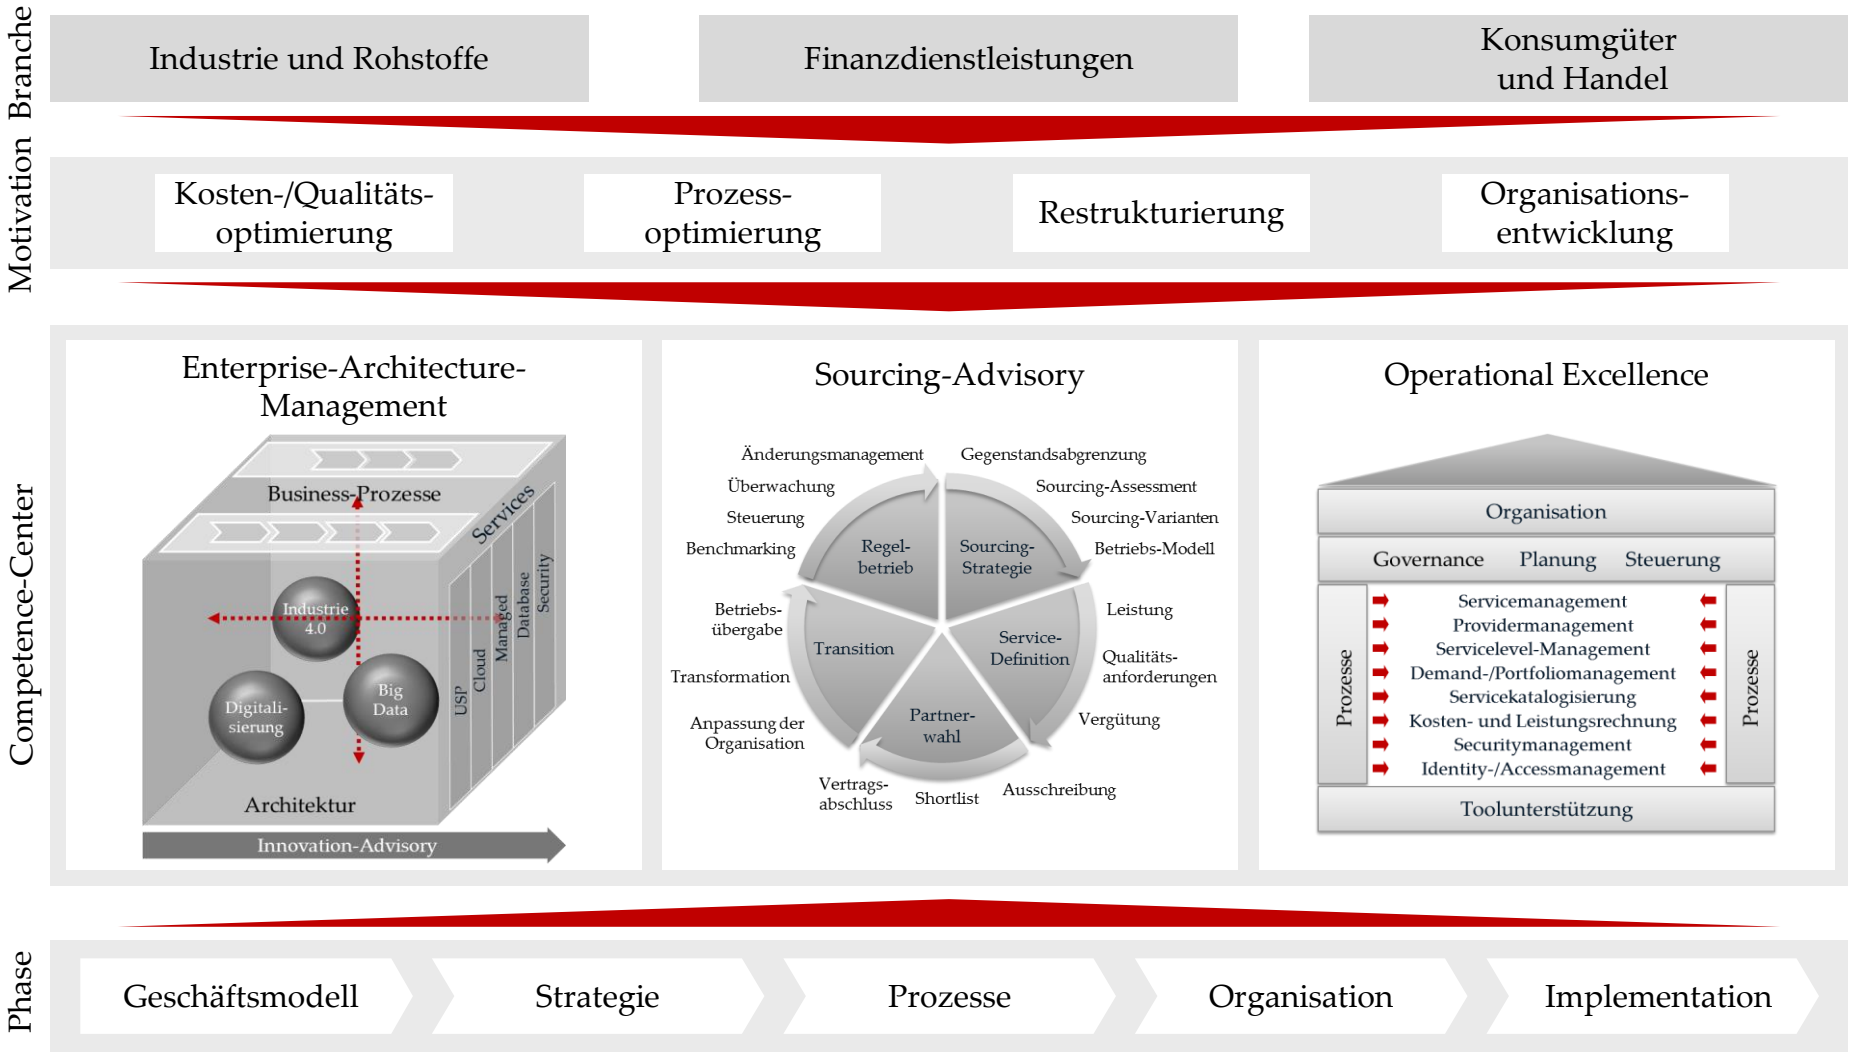 Branche
Industrie und Rohstoffe
Finanzdienstleistungen
Konsumgüter
und Handel
Motivation
Kosten-/Qualitäts-
optimierung
Prozess-
optimierung
Restrukturierung
Organisations-
entwicklung
Competence-Center
Enterprise-Architecture-
Management
Business-Prozesse
Services
Industrie
4.0
Digitali-
sierung
Big
Data
USP
Cloud
Managed
Database
Security
Architektur
Innovation-Advisory
Sourcing-Advisory
Änderungsmanagement
Überwachung
Steuerung
Benchmarking
Gegenstandsabgrenzung
Sourcing-Assessment
Sourcing-Varianten
Betriebs-Modell
Regel-
betrieb
Sourcing-
Strategie
Betriebs-
übergabe
Transformation
Anpassung der
Organisation
Transition
Service-
Definition
Leistung
Qualitäts-
anforderungen
Vergütung
Partner-
wahl
Vertrags-
abschluss
Shortlist
Ausschreibung
Operational Excellence
Organisation
Governance Planung Steuerung
Prozesse
Servicemanagement
Providermanagement
Servicelevel-Management
Demand-/Portfoliomanagement
Servicekatalogisierung
Kosten- und Leistungsrechnung
Securitymanagement
Identity-/Accessmanagement
Prozesse
Toolunterstützung
Phase
Geschäftsmodell
Strategie
Prozesse
Organisation
Implementation